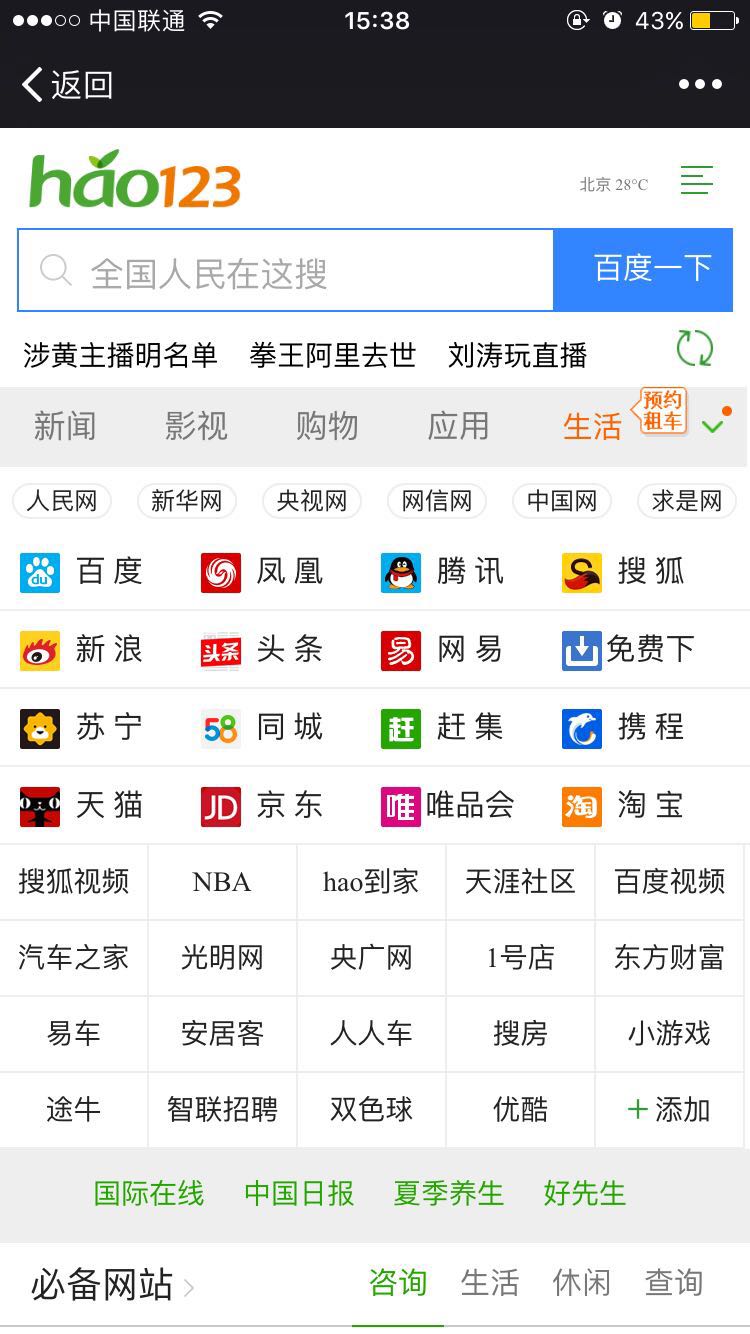 中国联通 15:38 43%
返回
hao123 北京 28°C
全国人民在这搜 百度一下
涉黄主播明名单 拳王阿里去世 刘涛玩直播
新闻 影视 购物 应用 生活 预约
租车
人民网 新华网 央视网 网信网 中国网 求是网
du 百度 凤凰 腾讯 搜狐
新浪 头条 头条 易 网易 免费下
苏宁 58 同城 赶 赶集 携程
天猫 JD 京东 唯 唯品会 淘 淘宝
搜狐视频 NBA hao到家 天涯社区 百度视频
汽车之家 光明网 央广网 1号店 东方财富
易车 安居客 人人车 搜房 小游戏
途牛 智联招聘 双色球 优酷 +添加
国际在线 中国日报 夏季养生 好先生
必备网站 > 咨询 生活 休闲 查询